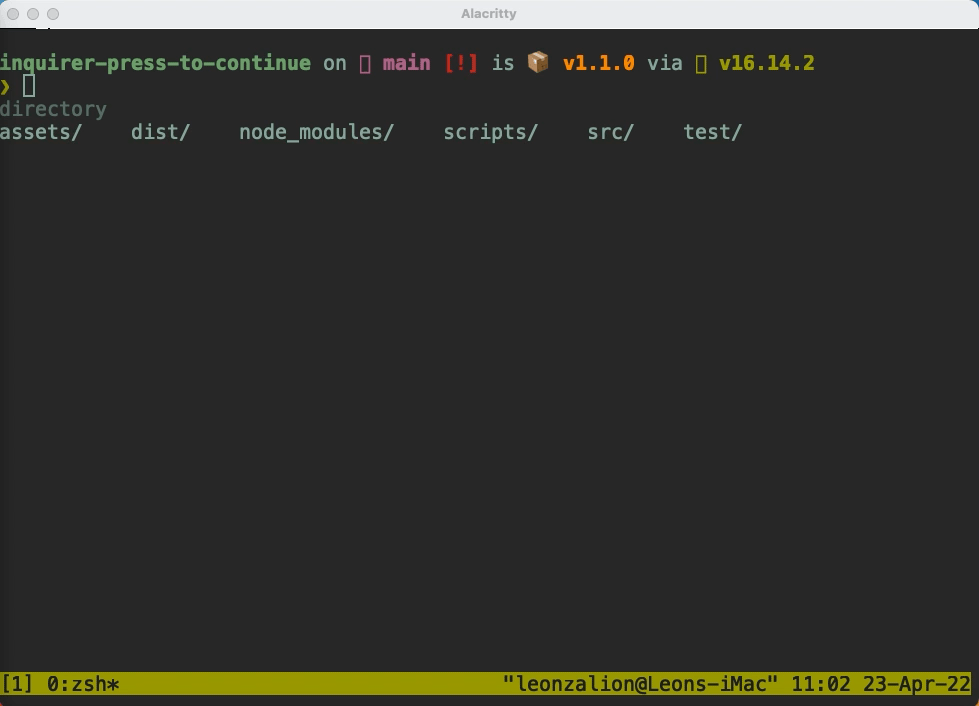 Alacritty
inquirer-press-to-continue on  main [!] is 📦 v1.1.0 via  v16.14.2
❯
directory
assets/ dist/ node_modules/ scripts/ src/ test/
[1] 0:zsh* "leonzalion@Leons-iMac" 11:02 23-Apr-22